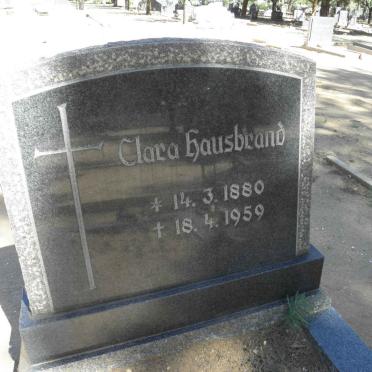 Clara Hausbrand
* 14. 3. 1880
† 18. 4. 1959